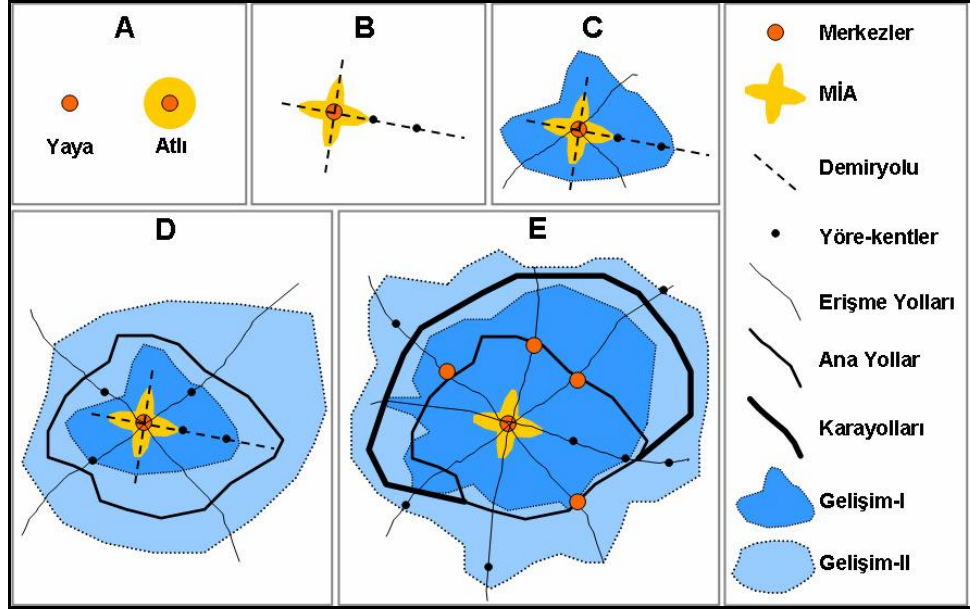 A
Yaya
Atlı
B
C
D
E
Merkezler
MİA
Demiryolu
Yöre-kentler
Erişme Yolları
Ana Yollar
Karayolları
Gelişim-I
Gelişim-II